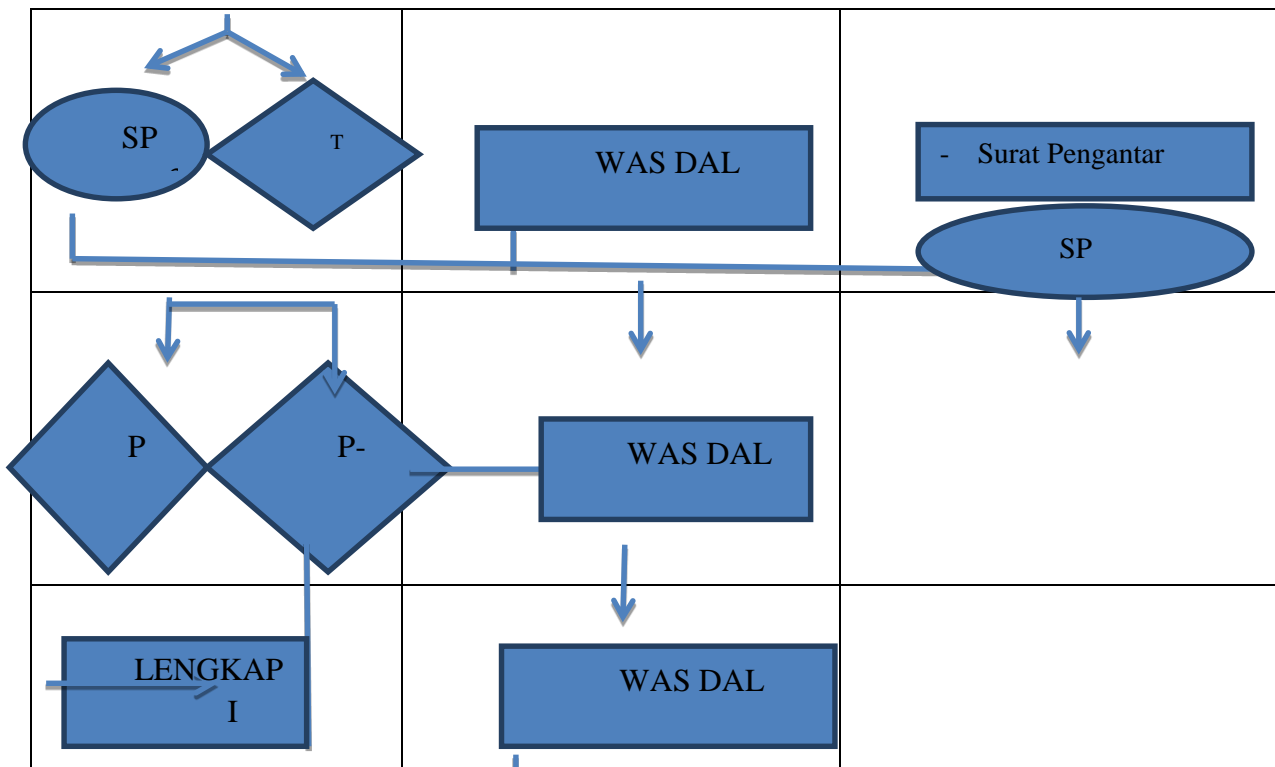 SP
T
WAS DAL
- Surat Pengantar
SP
P
P-
WAS DAL
LENGKAP
I
WAS DAL